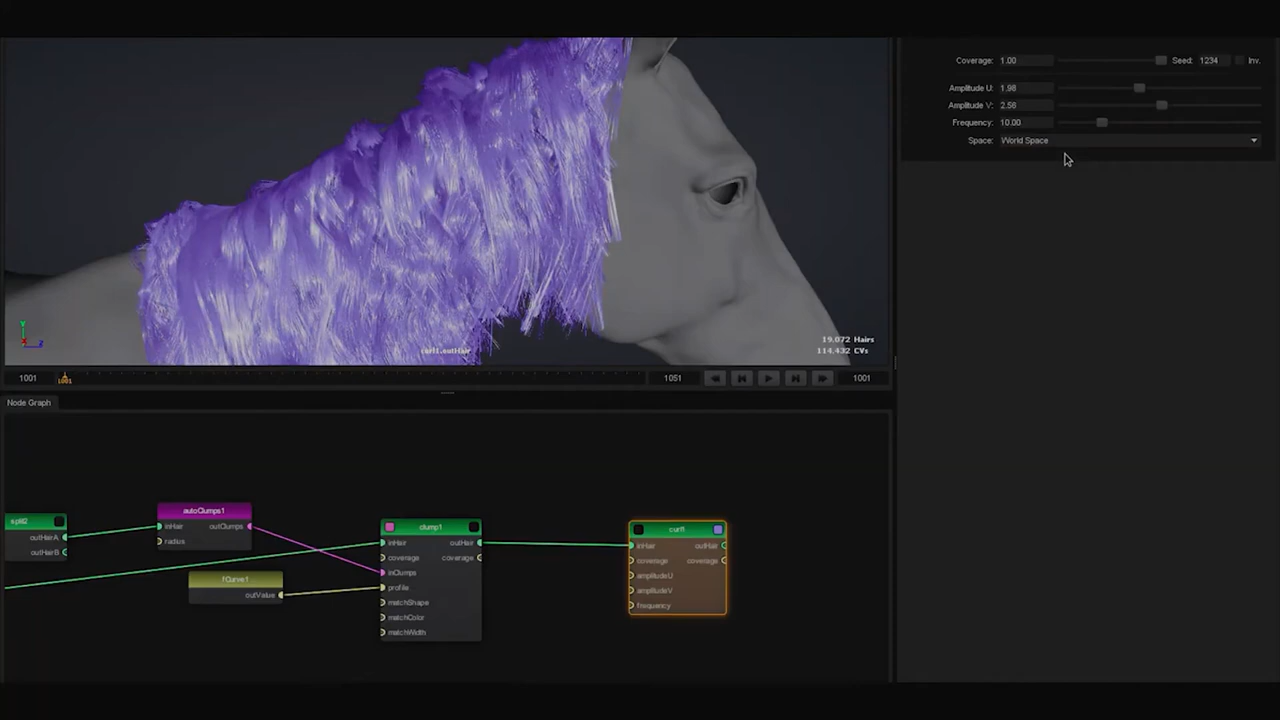 Coverage: 1.00 Seed: 1234 Inv.
Amplitude U: 1.98
Amplitude V: 2.58
Frequency: 10.00
Space: World Space
Y
Z
19.072 Hairs
114.432 CVs
curl1.outHair
1001 1001 1051 1001
Node Graph
split2
outHairA
outHairB
autoClumps1
inHair outClumps
radius
fCurve1
outValue
clump1
inHair outHair
coverage coverage
inClumps
profile
matchShape
matchColor
matchWidth
curl1
inHair outHair
coverage coverage
amplitudeU
amplitudeV
frequency